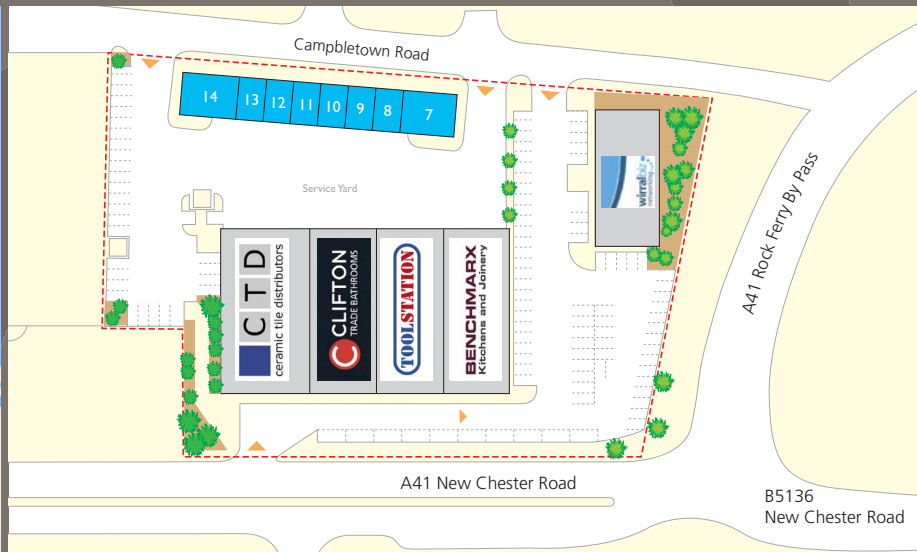 Campbletown Road
14 13 12 11 10 9 8 7
Service Yard
wirralbiz
networking
A41 Rock Ferry By Pass
C T D
ceramic tile distributors
C CLIFTON
TRADE BATHROOMS
TOOLSTATION
BENCHMARX
Kitchens and Joinery
A41 New Chester Road
B5136
New Chester Road